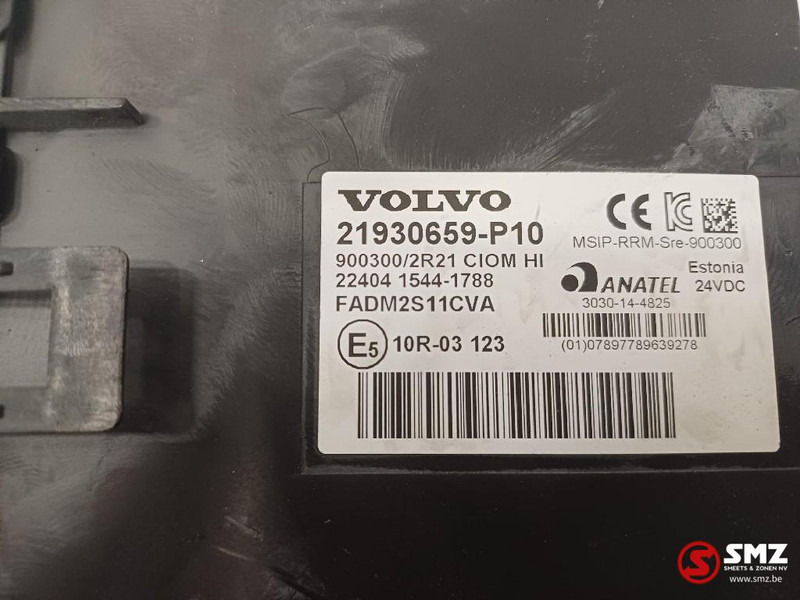 VOLVO
21930659-P10
900300/2R21 CIOM HI
22404 1544-1788
FADM2S11CVA
E5 10R-03 123
CE
MSIP-RRM-Sre-900300
ANATEL
3030-14-4825
Estonia
24VDC
(01)07897789639278
SMZ
SMEETS & ZONEN NV
www.smz.be